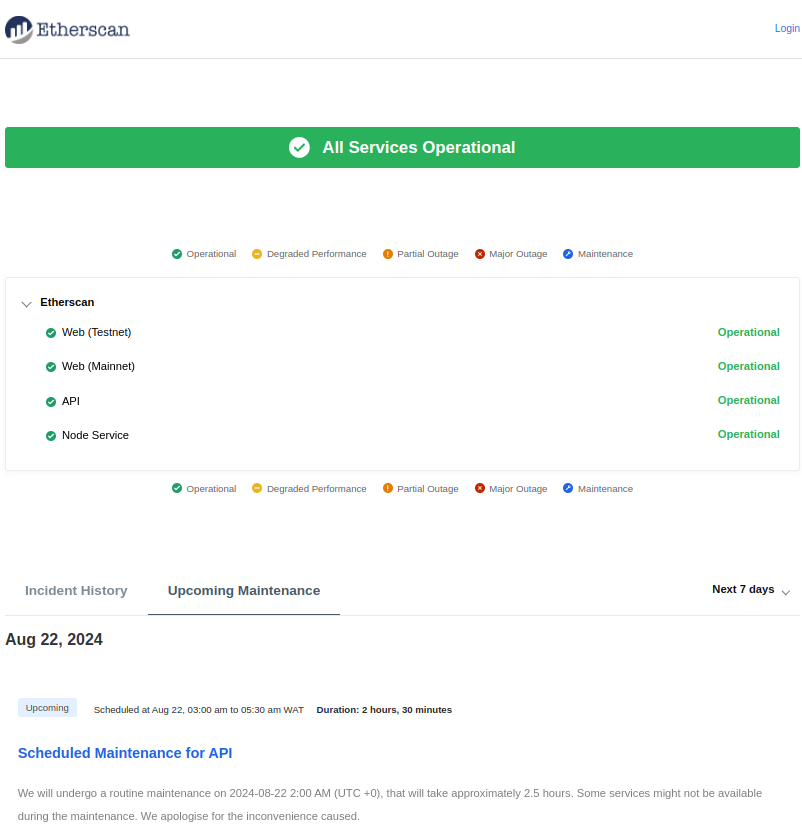 Etherscan
Login
All Services Operational
Operational Degraded Performance Partial Outage Major Outage Maintenance
Etherscan
Web (Testnet) Operational
Web (Mainnet) Operational
API Operational
Node Service Operational
Operational Degraded Performance Partial Outage Major Outage Maintenance
Incident History Upcoming Maintenance Next 7 days
Aug 22, 2024
Upcoming Scheduled at Aug 22, 03:00 am to 05:30 am WAT Duration: 2 hours, 30 minutes
Scheduled Maintenance for API
We will undergo a routine maintenance on 2024-08-22 2:00 AM (UTC +0), that will take approximately 2.5 hours. Some services might not be available
during the maintenance. We apologise for the inconvenience caused.